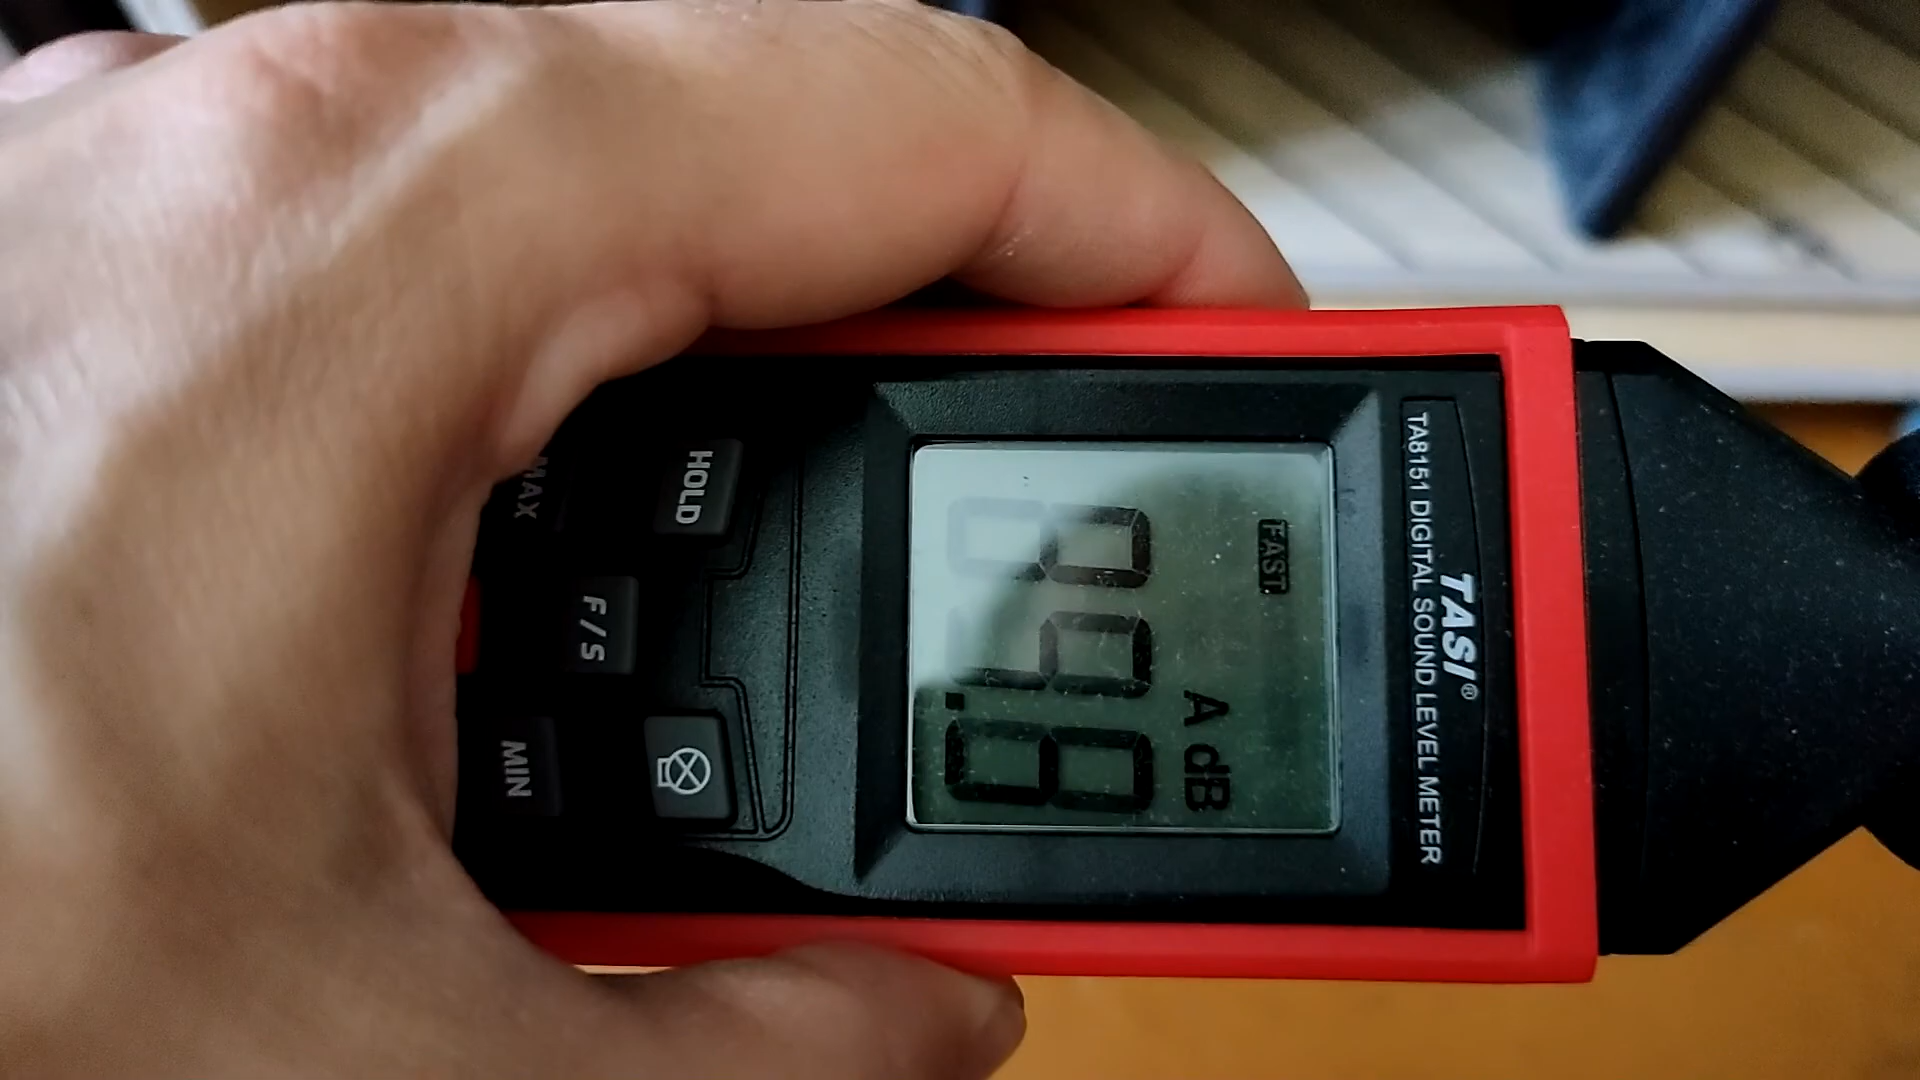 TASI®
TA8151 DIGITAL SOUND LEVEL METER
FAST
A dB
HOLD
MAX
F/S
MIN